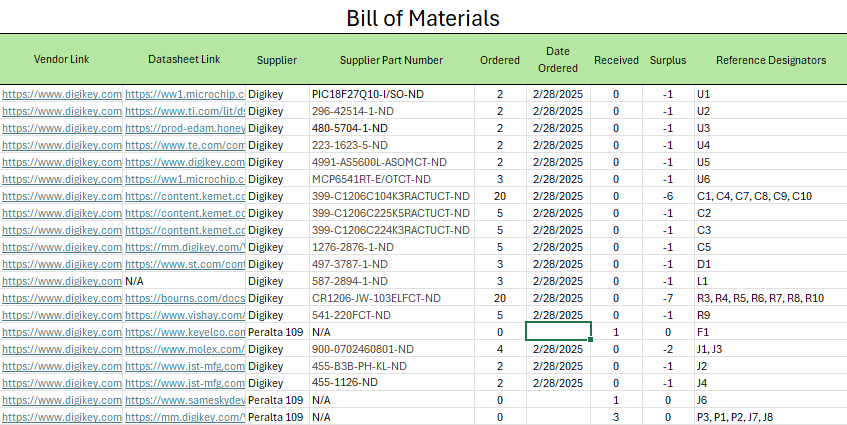 Bill of Materials
Vendor Link Datasheet Link Supplier Supplier Part Number Ordered Date Ordered Received Surplus Reference Designators
https://www.digikey.com https://ww1.microchip.c Digikey PIC18F27Q10-I/SO-ND 2 2/28/2025 0 -1 U1
https://www.digikey.com https://www.ti.com/lit/ds Digikey 296-42514-1-ND 2 2/28/2025 0 -1 U2
https://www.digikey.com https://prod-edam.honey Digikey 480-5704-1-ND 2 2/28/2025 0 -1 U3
https://www.digikey.com https://www.te.com/com Digikey 223-1623-5-ND 2 2/28/2025 0 -1 U4
https://www.digikey.com https://www.digikey.com Digikey 4991-AS5600L-ASOMCT-ND 2 2/28/2025 0 -1 U5
https://www.digikey.com https://ww1.microchip.c Digikey MCP6541RT-E/OTCT-ND 3 2/28/2025 0 -1 U6
https://www.digikey.com https://content.kemet.cc Digikey 399-C1206C104K3RACTUCT-ND 20 2/28/2025 0 -6 C1, C4, C7, C8, C9, C10
https://www.digikey.com https://content.kemet.cc Digikey 399-C1206C225K5RACTUCT-ND 5 2/28/2025 0 -1 C2
https://www.digikey.com https://content.kemet.cc Digikey 399-C1206C224K3RACTUCT-ND 5 2/28/2025 0 -1 C3
https://www.digikey.com https://mm.digikey.com/ Digikey 1276-2876-1-ND 5 2/28/2025 0 -1 C5
https://www.digikey.com https://www.st.com/cont Digikey 497-3787-1-ND 3 2/28/2025 0 -1 D1
https://www.digikey.com N/A Digikey 587-2894-1-ND 3 2/28/2025 0 -1 L1
https://www.digikey.com https://bourns.com/docs Digikey CR1206-JW-103ELFCT-ND 20 2/28/2025 0 -7 R3, R4, R5, R6, R7, R8, R10
https://www.digikey.com https://www.vishay.com/ Digikey 541-220FCT-ND 5 2/28/2025 0 -1 R9
https://www.digikey.com https://www.keyelco.com Peralta 109 N/A 0 1 0 F1
https://www.digikey.com https://www.molex.com/ Digikey 900-0702460801-ND 4 2/28/2025 0 -2 J1, J3
https://www.digikey.com https://www.jst-mfg.com Digikey 455-B3B-PH-KL-ND 2 2/28/2025 0 -1 J2
https://www.digikey.com https://www.jst-mfg.com Digikey 455-1126-ND 2 2/28/2025 0 -1 J4
https://www.digikey.com https://www.sameskydev Peralta 109 N/A 0 1 0 J6
https://www.digikey.com https://mm.digikey.com/ Peralta 109 N/A 0 3 0 P3, P1, P2, J7, J8